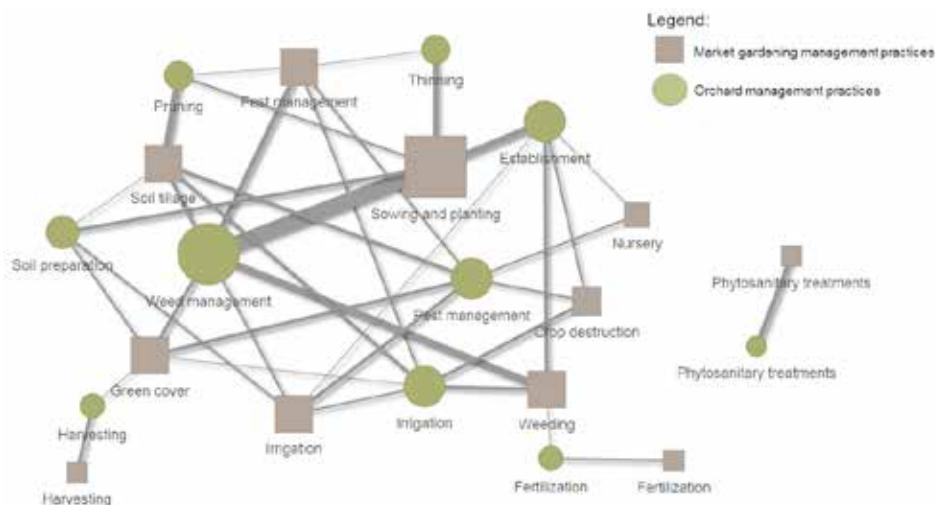 Legend:
Market gardening management practices
Orchard management practices
Pruning
Pest management
Thinning
Establishment
Soil tillage
Sowing and planting
Nursery
Soil preparation
Weed management
Pest management
Crop destruction
Phytosanitary treatments
Phytosanitary treatments
Green cover
Harvesting
Irrigation
Irrigation
Weeding
Harvesting
Fertilization
Fertilization